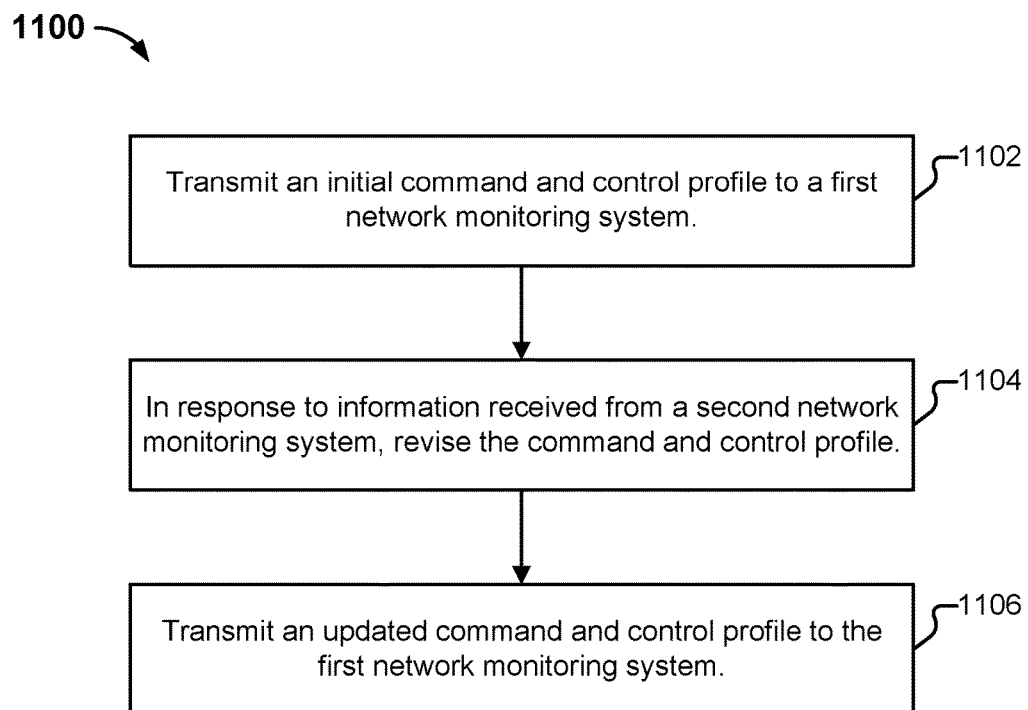 1100
Transmit an initial command and control profile to a first
network monitoring system.
1102
In response to information received from a second network
monitoring system, revise the command and control profile.
1104
Transmit an updated command and control profile to the
first network monitoring system.
1106